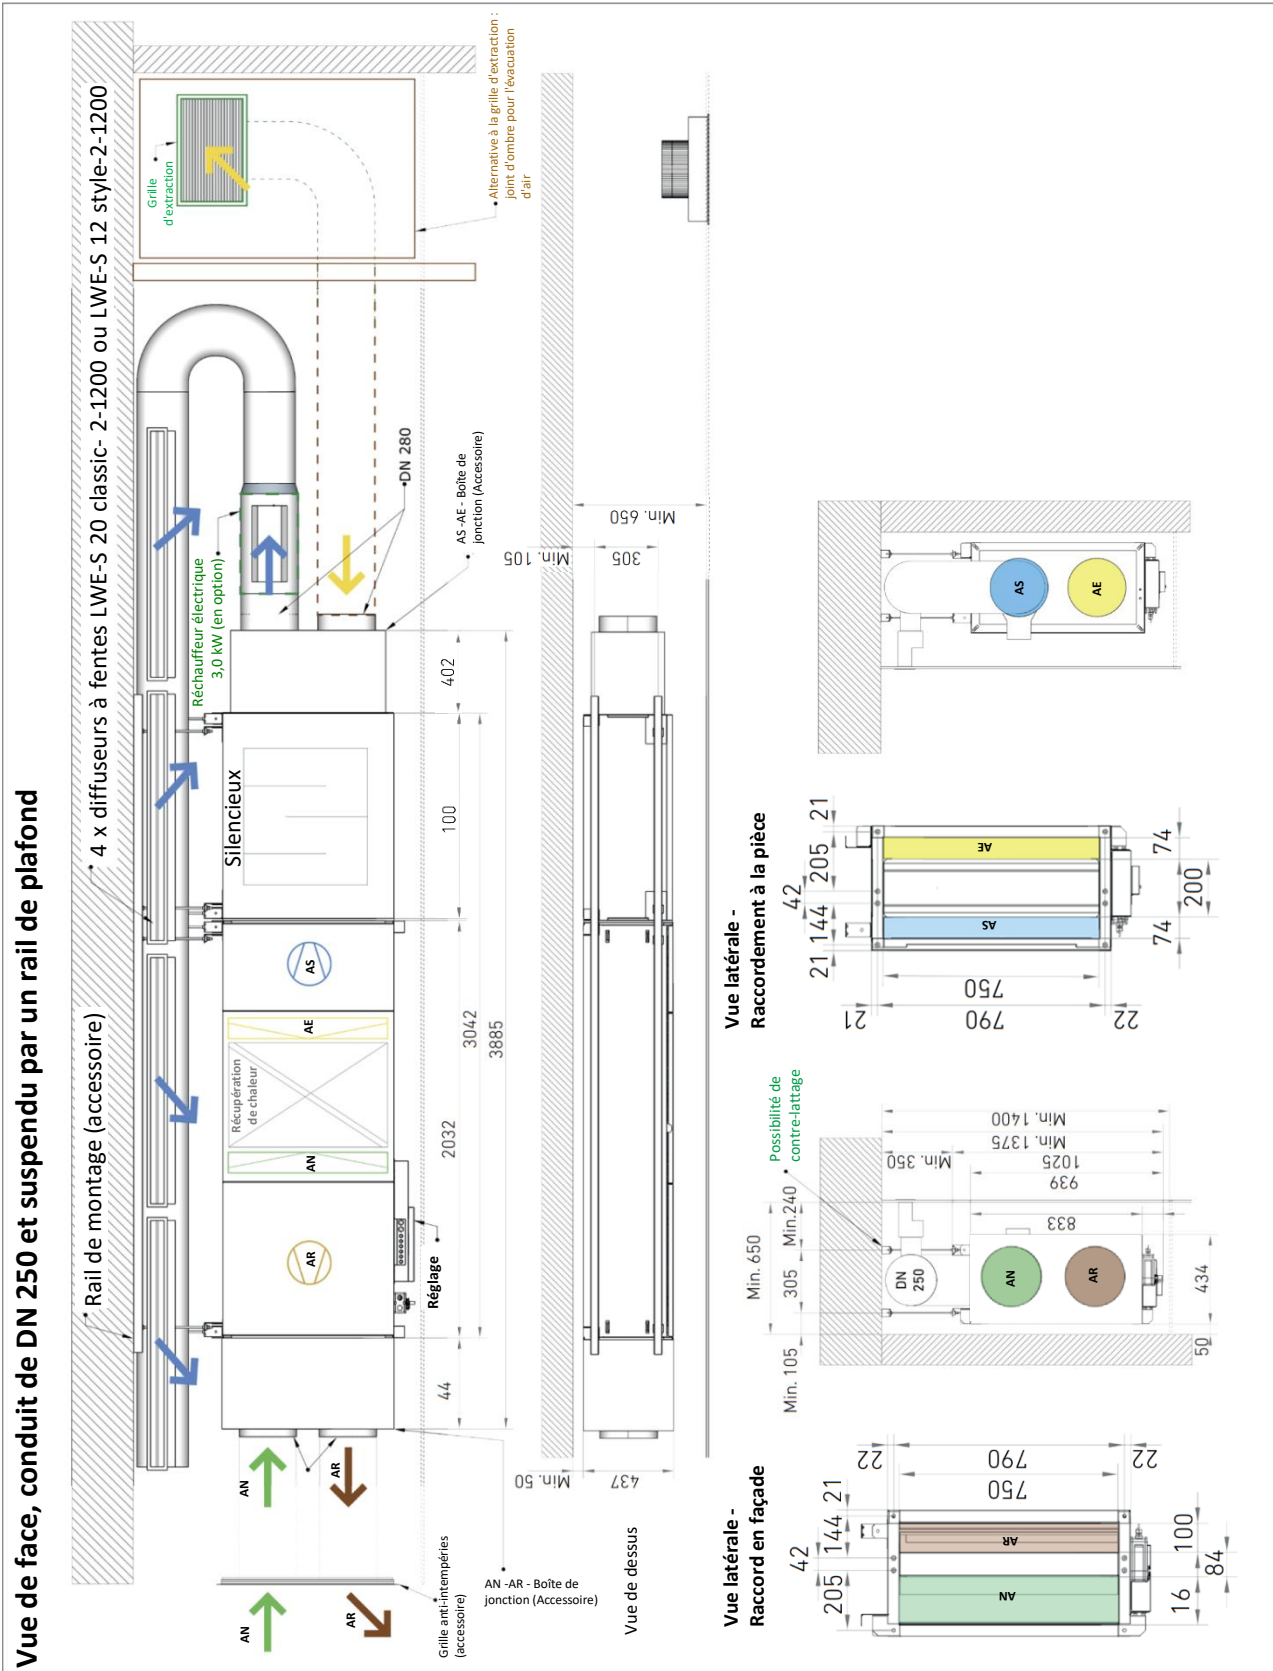 Vue de face, conduit de DN 250 et suspendu par un rail de plafond
Rail de montage (accessoire)
4 x diffuseurs à fentes LWE-S 20 classic- 2-1200 ou LWE-S 12 style-2-1200
Grille
d'extraction
Alternative à la grille d'extraction :
joint d'ombre pour l'évacuation
d'air
Réchauffeur électrique
3,0 kW (en option)
DN 280
AS -AE - Boîte de
jonction (Accessoire)
Silencieux
AS
AE
Récupération
de chaleur
AN
AR
Réglage
AN
AR
AN
AR
Grille anti-intempéries
(accessoire)
AN -AR - Boîte de
jonction (Accessoire)
44
2032
100
402
3042
3885
Vue de dessus
Min. 50
437
Min. 105
305
Min. 650
Vue latérale -
Raccord en façade
42
205
144
21
22
790
750
22
AN
AR
16
84
100
Min. 105
305
Min.240
Min. 650
Possibilité de
contre-lattage
DN
250
AN
AR
Min. 350
833
939
1025
Min. 1375
Min. 1400
50
434
Vue latérale -
Raccordement à la pièce
21
144
42
205
21
21
790
750
22
AS
AE
74
200
74
AS
AE